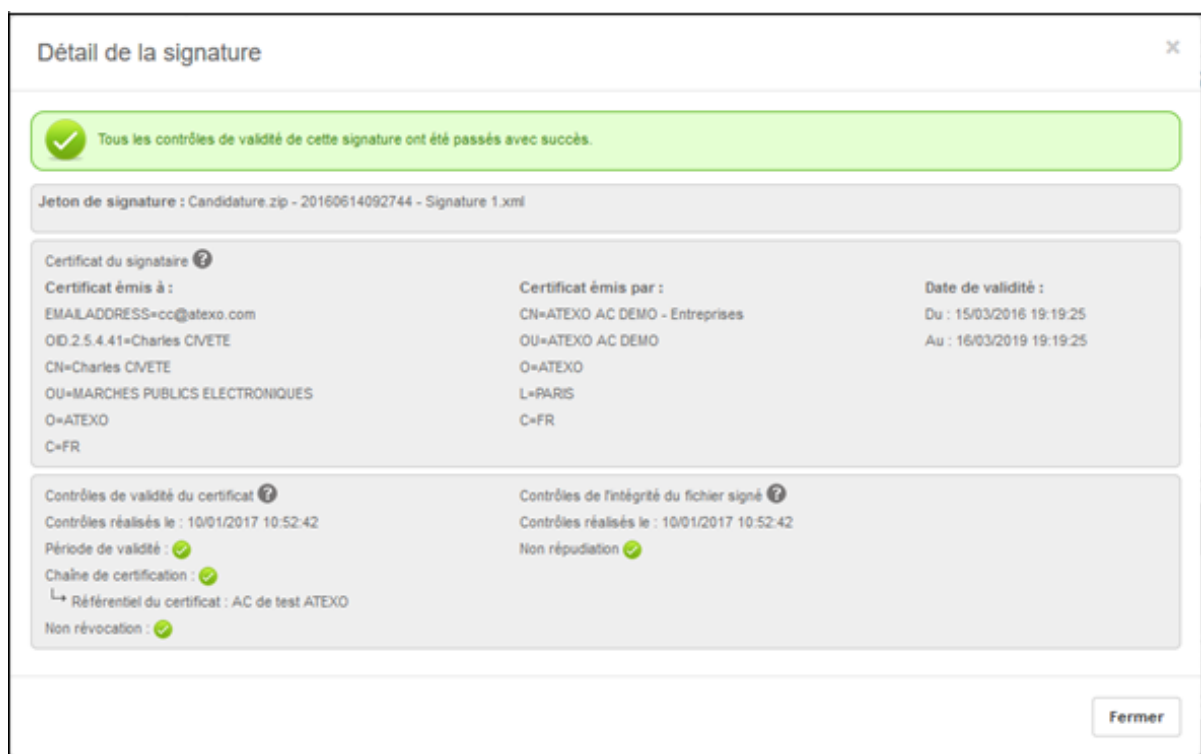 Détail de la signature
×
Tous les contrôles de validité de cette signature ont été passés avec succès.
Jeton de signature : Candidature.zip - 20160614092744 - Signature 1.xml
Certificat du signataire ?
Certificat émis à :
EMAILADDRESS=cc@atexo.com
OID.2.5.4.41=Charles CIVETE
CN=Charles CIVETE
OU=MARCHES PUBLICS ELECTRONIQUES
O=ATEXO
C=FR
Certificat émis par :
CN=ATEXO AC DEMO - Entreprises
OU=ATEXO AC DEMO
O=ATEXO
L=PARIS
C=FR
Date de validité :
Du : 15/03/2016 19:19:25
Au : 16/03/2019 19:19:25
Contrôles de validité du certificat ?
Contrôles réalisés le : 10/01/2017 10:52:42
Période de validité :
Chaîne de certification :
Référentiel du certificat : AC de test ATEXO
Non révocation :
Contrôles de l'intégrité du fichier signé ?
Contrôles réalisés le : 10/01/2017 10:52:42
Non répudiation
Fermer